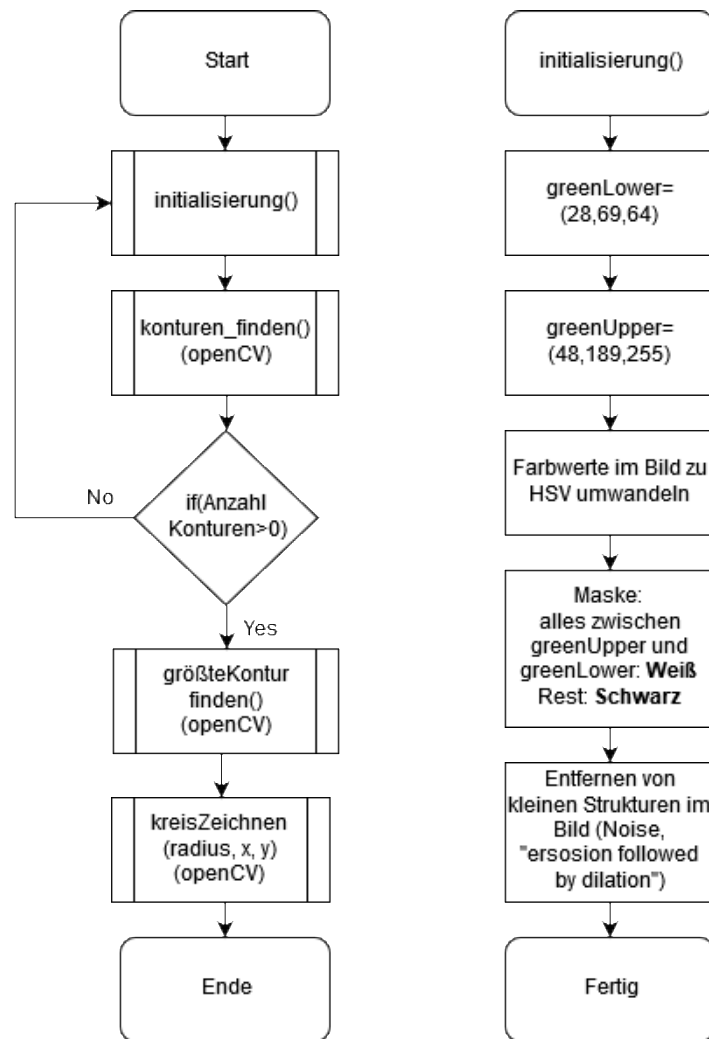 Start
initialisierung()
konturen_finden()
(openCV)
if(Anzahl
Konturen>0)
No
Yes
größteKontur
finden()
(openCV)
kreisZeichnen
(radius, x, y)
(openCV)
Ende
initialisierung()
greenLower=
(28,69,64)
greenUpper=
(48,189,255)
Farbwerte im Bild zu
HSV umwandeln
Maske:
alles zwischen
greenUpper und
greenLower: Weiß
Rest: Schwarz
Entfernen von
kleinen Strukturen im
Bild (Noise,
"ersosion followed
by dilation")
Fertig